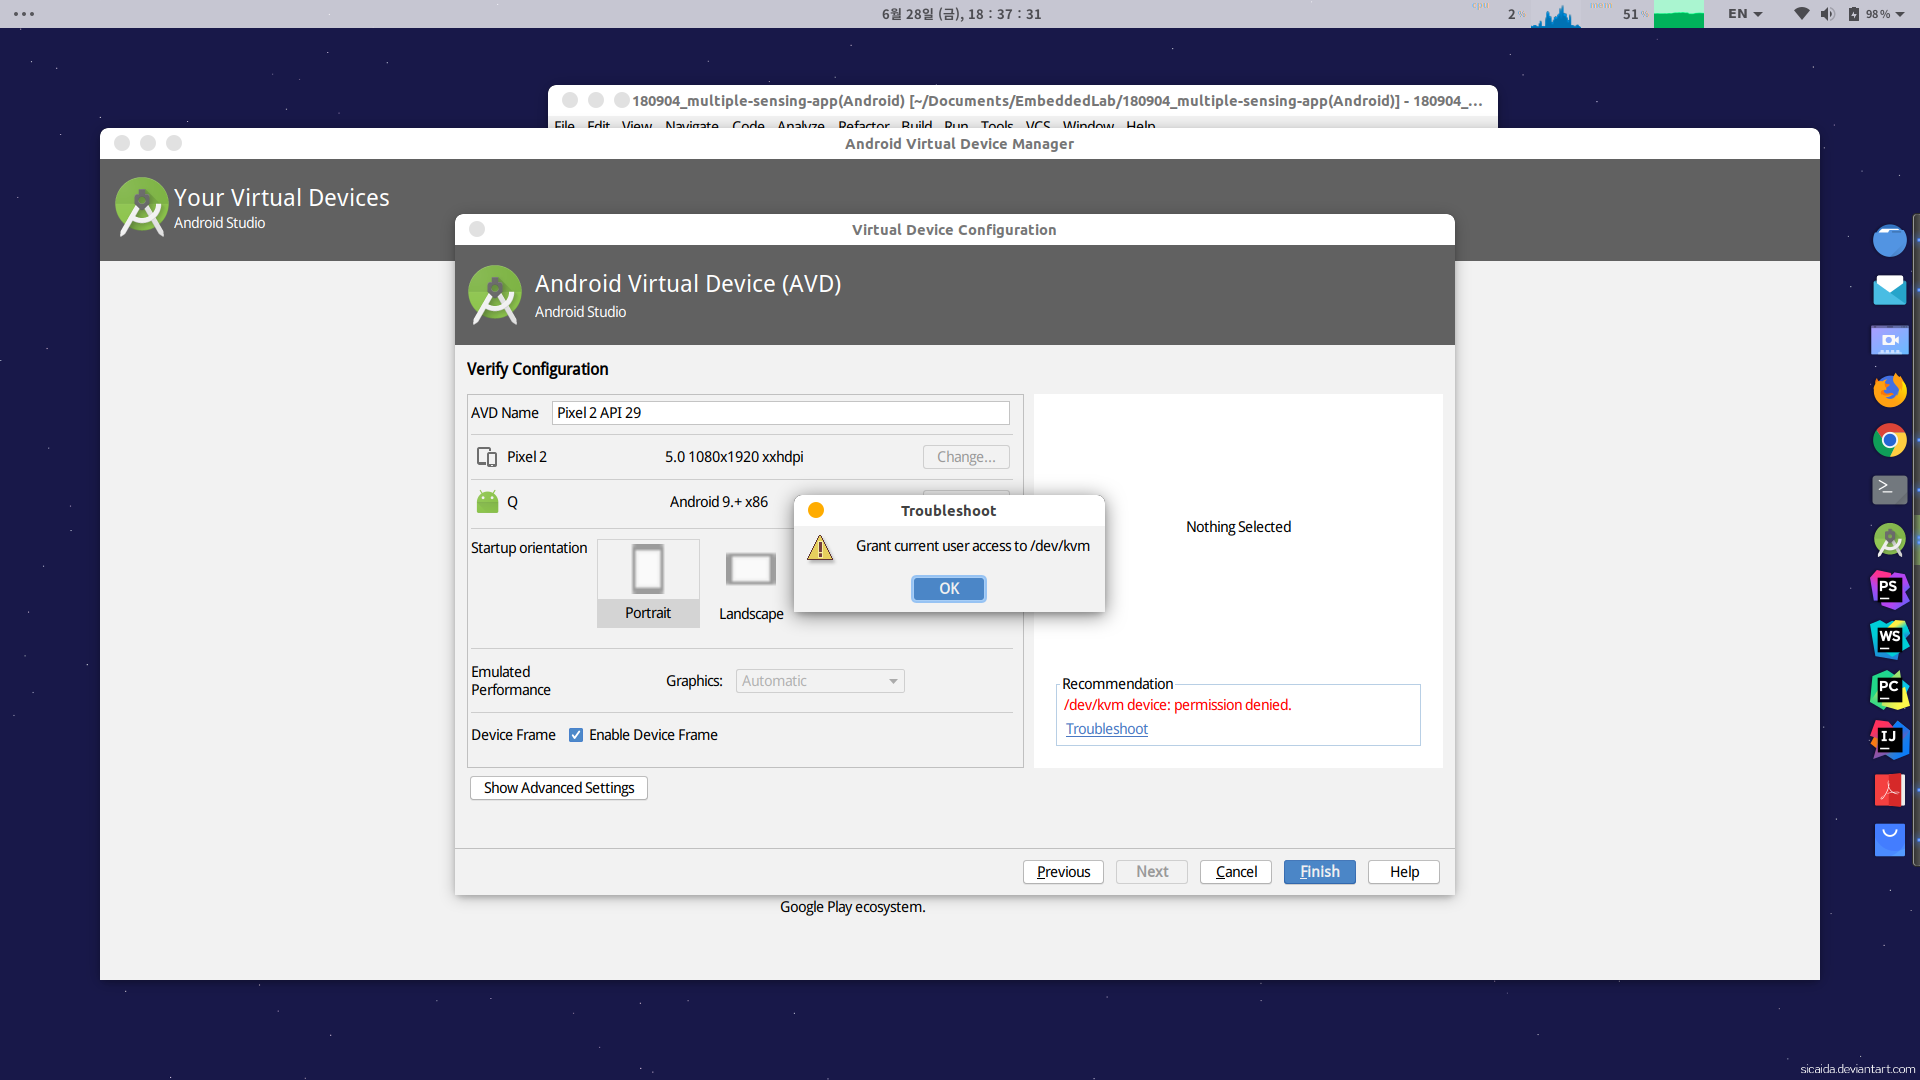 6월 28일 (금), 18 : 37 : 31
cpu
2 %
mem
51 %
EN
98 %
180904_multiple-sensing-app(Android) [~/Documents/EmbeddedLab/180904_multiple-sensing-app(Android)] - 180904_...
File Edit View Navigate Code Analyze Refactor Build Run Tools VCS Window Help
Android Virtual Device Manager
Your Virtual Devices
Android Studio
Virtual Device Configuration
Android Virtual Device (AVD)
Android Studio
Verify Configuration
AVD Name Pixel 2 API 29
Pixel 2 5.0 1080x1920 xxhdpi Change...
Q Android 9.+ x86
Troubleshoot
Grant current user access to /dev/kvm
OK
Nothing Selected
Startup orientation
Portrait
Landscape
Emulated
Performance
Graphics: Automatic
Device Frame Enable Device Frame
Recommendation
/dev/kvm device: permission denied.
Troubleshoot
Show Advanced Settings
Previous Next Cancel Finish Help
Google Play ecosystem.
PS
WS
PC
IJ
sicaida.deviantart.com